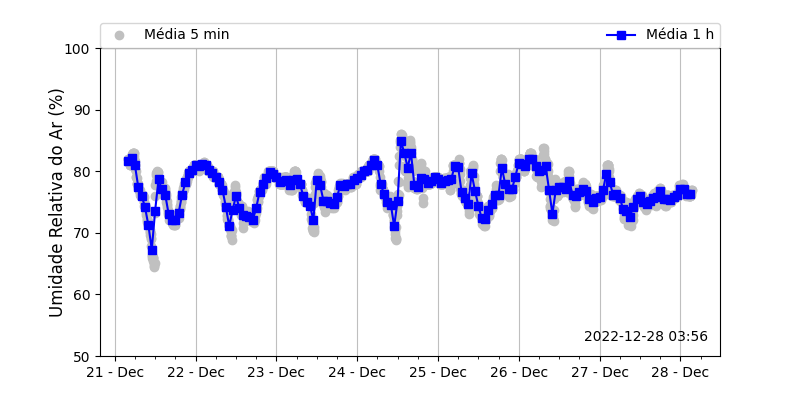 Média 5 min
Média 1 h
100
90
80
70
60
50
Umidade Relativa do Ar (%)
2022-12-28 03:56
21 - Dec
22 - Dec
23 - Dec
24 - Dec
25 - Dec
26 - Dec
27 - Dec
28 - Dec